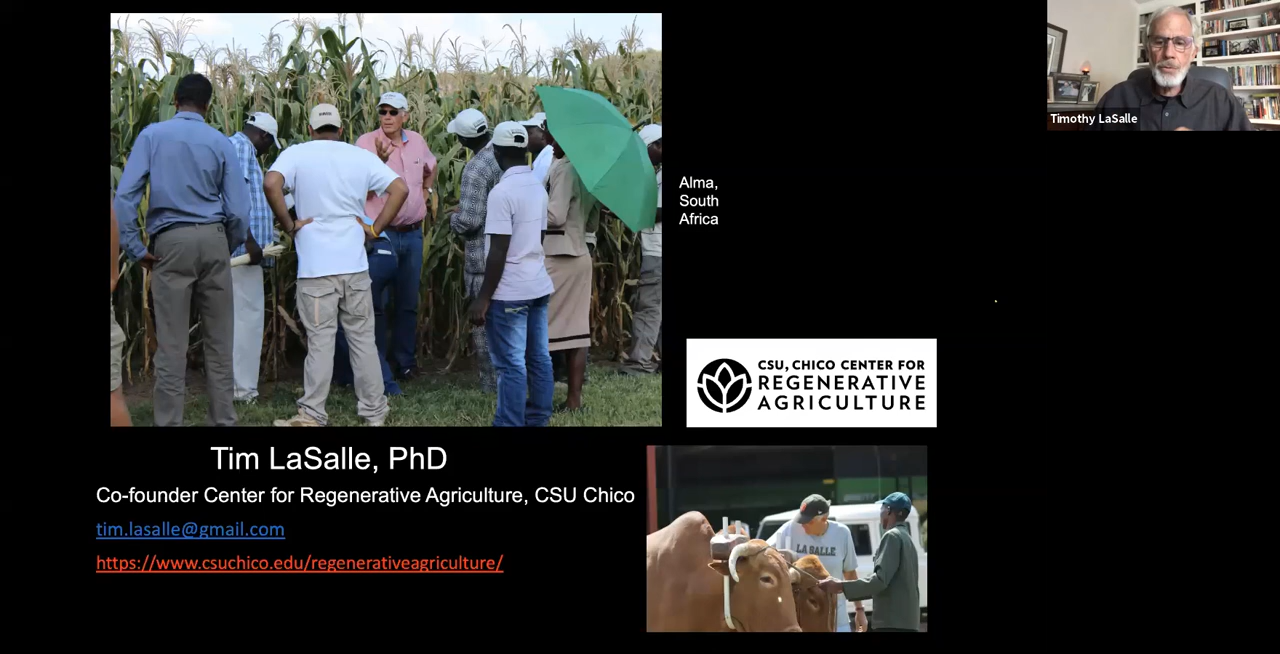 Timothy LaSalle
Alma,
South
Africa
CSU, CHICO CENTER FOR
REGENERATIVE
AGRICULTURE
Tim LaSalle, PhD
Co-founder Center for Regenerative Agriculture, CSU Chico
tim.lasalle@gmail.com
https://www.csuchico.edu/regenerativeagriculture/
LA SALLE